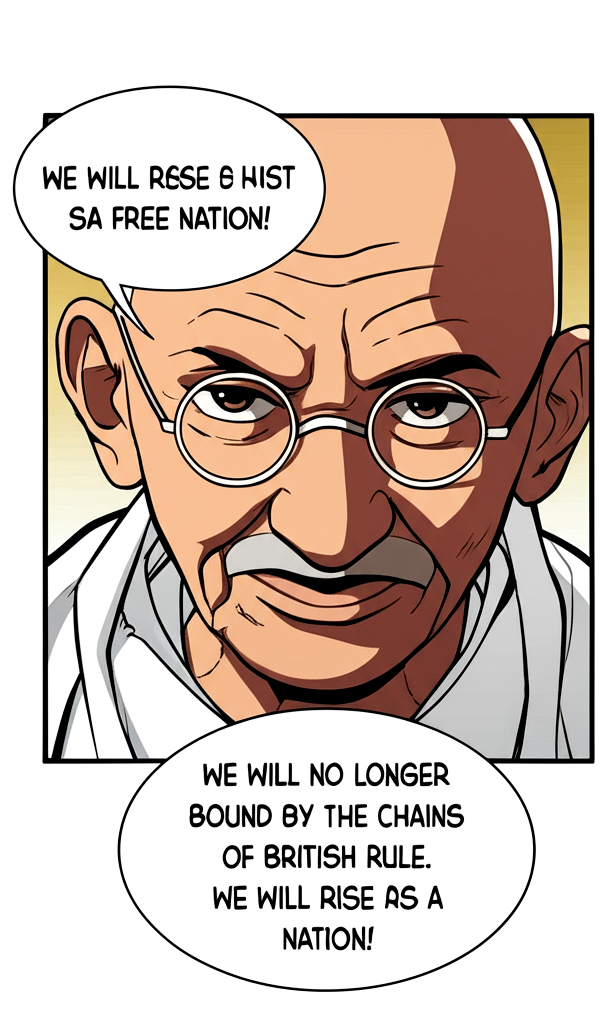 WE WILL RESE & HIST
SA FREE NATION!
WE WILL NO LONGER
BOUND BY THE CHAINS
OF BRITISH RULE.
WE WILL RISE AS A
NATION!